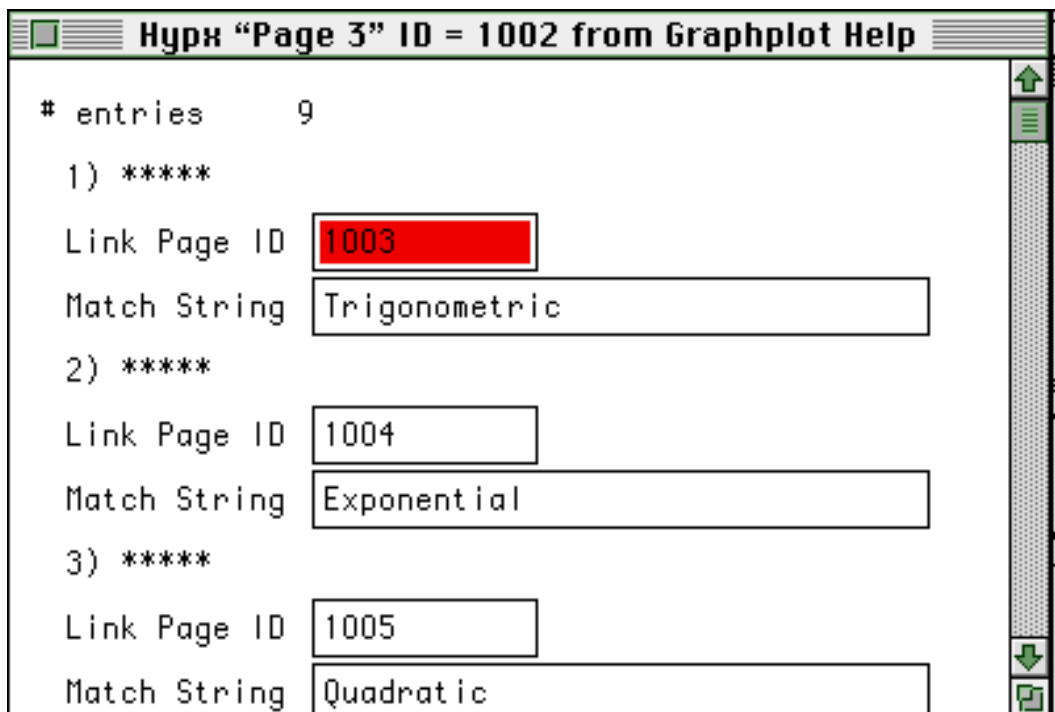 Hypx “Page 3” ID = 1002 from Graphplot Help
# entries 9
1) *****
Link Page ID 1003
Match String Trigonometric
2) *****
Link Page ID 1004
Match String Exponential
3) *****
Link Page ID 1005
Match String Quadratic